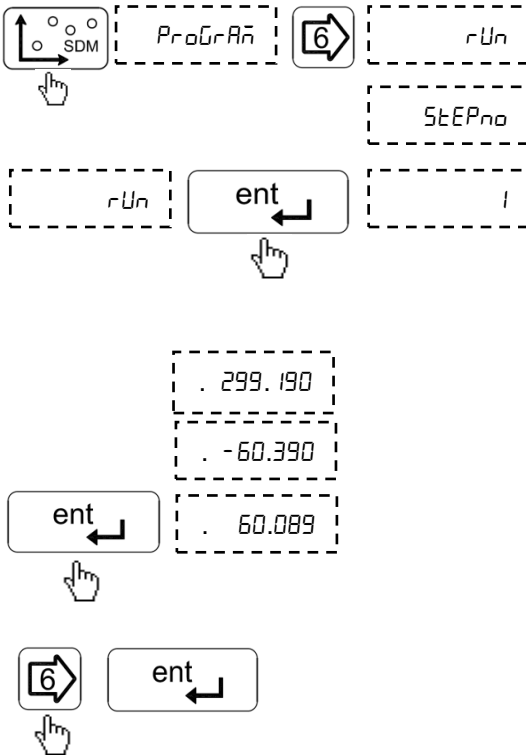 SDM
ProGrAm
6
rUn
StEPno
rUn
ent
1
. 299.190
. -60.390
ent
. 60.089
6
ent